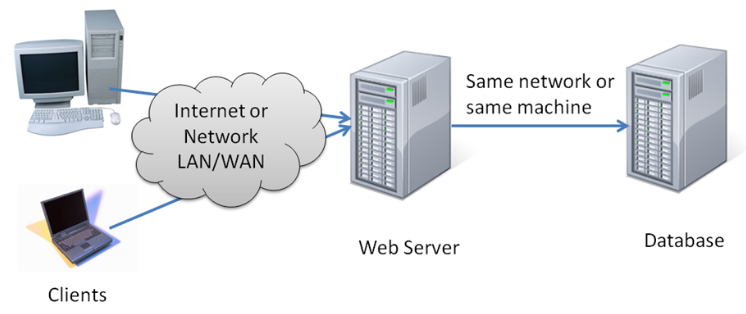 Internet or
Network
LAN/WAN
Same network or
same machine
Web Server
Database
Clients